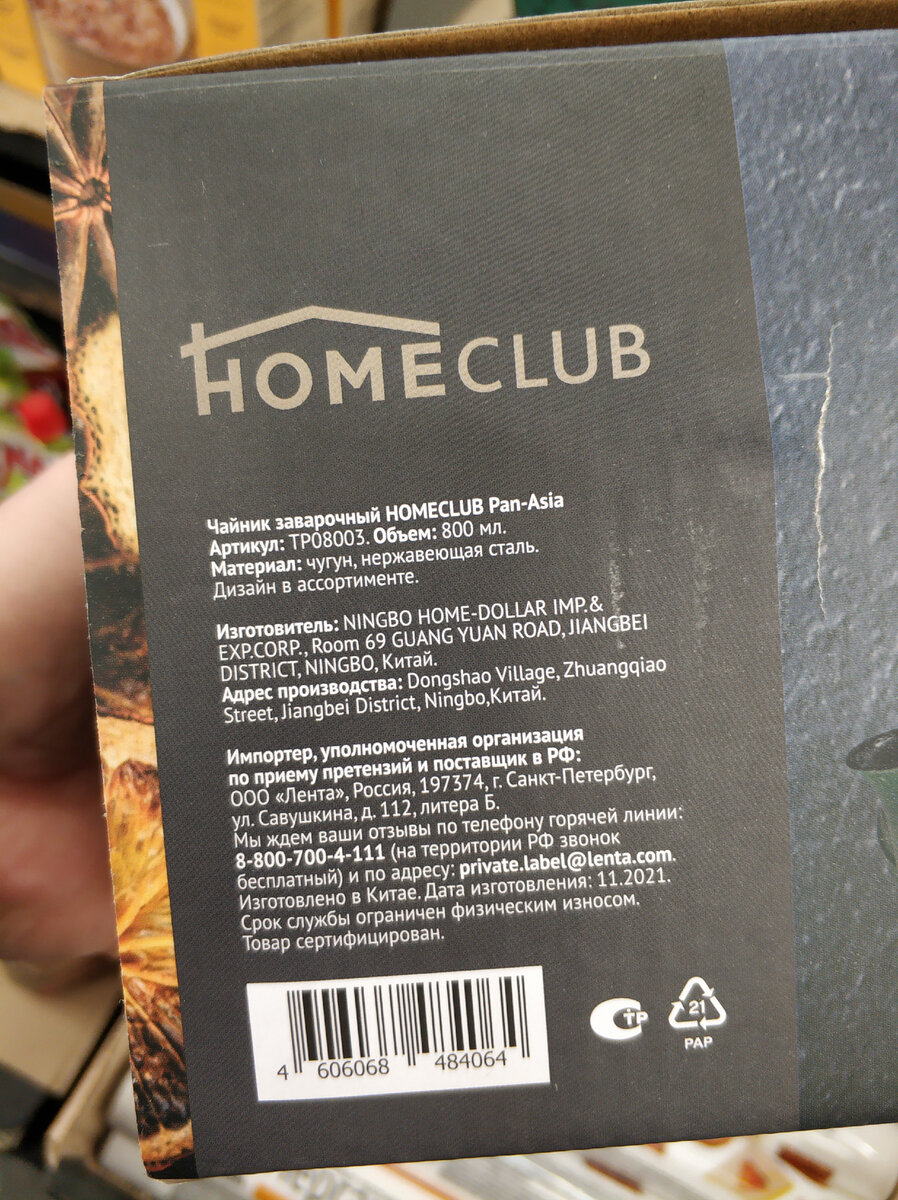 HOMECLUB
Чайник заварочный HOMECLUB Pan-Asia
Артикул: TP08003. Объем: 800 мл.
Материал: чугун, нержавеющая сталь.
Дизайн в ассортименте.
Изготовитель: NINGBO HOME-DOLLAR IMP.&
EXP.CORP., Room 69 GUANG YUAN ROAD, JIANGBEI
DISTRICT, NINGBO, Китай.
Адрес производства: Dongshao Village, Zhuangqiao
Street, Jiangbei District, Ningbo,Китай.
Импортер, уполномоченная организация
по приему претензий и поставщик в РФ:
ООО «Лента», Россия, 197374, г. Санкт-Петербург,
ул. Савушкина, д. 112, литера Б.
Мы ждем ваши отзывы по телефону горячей линии:
8-800-700-4-111 (на территории РФ звонок
бесплатный) и по адресу: private.label@lenta.com.
Изготовлено в Китае. Дата изготовления: 11.2021.
Срок службы ограничен физическим износом.
Товар сертифицирован.
4 606068 484064
СТР
21
PAP